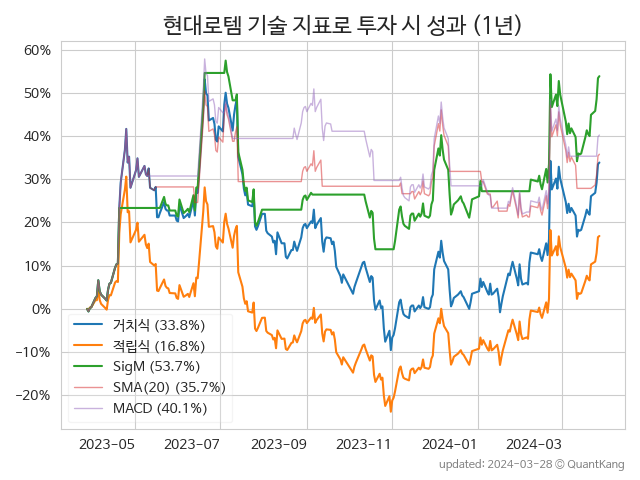 현대로템 기술 지표로 투자 시 성과 (1년)
60%
50%
40%
30%
20%
10%
0%
−10%
−20%
거치식 (33.8%)
적립식 (16.8%)
SigM (53.7%)
SMA(20) (35.7%)
MACD (40.1%)
2023-05 2023-07 2023-09 2023-11 2024-01 2024-03
updated: 2024-03-28 ⓒ QuantKang